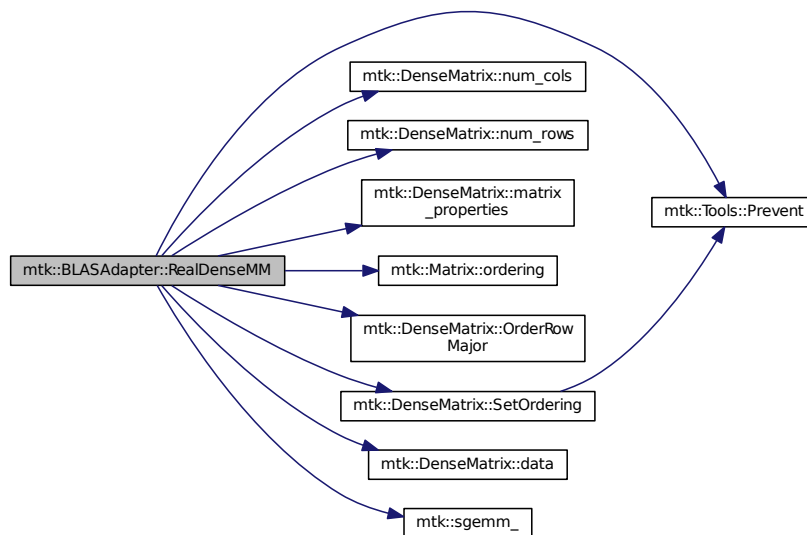 mtk::DenseMatrix::num_cols
mtk::DenseMatrix::num_rows
mtk::DenseMatrix::matrix
_properties
mtk::Tools::Prevent
mtk::BLASAdapter::RealDenseMM
mtk::Matrix::ordering
mtk::DenseMatrix::OrderRow
Major
mtk::DenseMatrix::SetOrdering
mtk::DenseMatrix::data
mtk::sgemm_